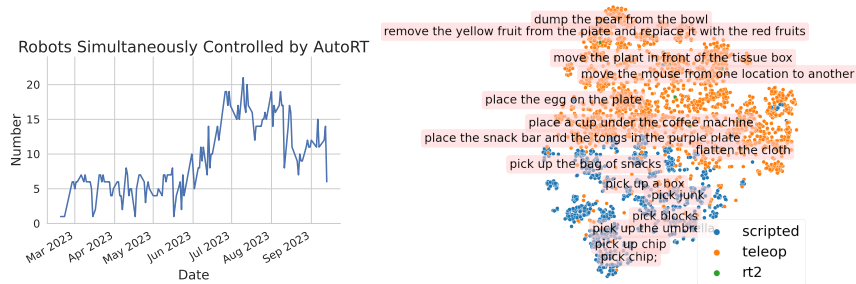 Robots Simultaneously Controlled by AutoRT
Number
20
15
10
5
0
Mar 2023
Apr 2023
May 2023
Jun 2023
Jul 2023
Aug 2023
Sep 2023
Date
dump the pear from the bowl
remove the yellow fruit from the plate and replace it with the red fruits
move the plant in front of the tissue box
move the mouse from one location to another
place the egg on the plate
place a cup under the coffee machine
place the snack bar and the tongs in the purple plate
flatten the cloth
pick up the bag of snacks
pick up a box
pick junk
pick blocks
pick up the umbrella
pick up chip
pick chip;
scripted
teleop
rt2